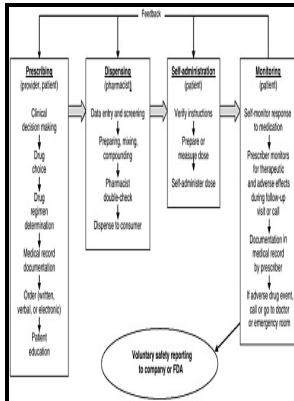 Feedback
Prescribing
(provider, patient)
Clinical
decision making
Drug
choice
Drug
regimen
determination
Medical record
documentation
Order (written,
verbal, or electronic)
Patient
education
Dispensing
(pharmacist)
Data entry and screening
Preparing, mixing,
compounding
Pharmacist
double-check
Dispense to consumer
Self-administration
(patient)
Verify instructions
Prepare or
measure dose
Self-administer dose
Monitoring
(patient)
Self-monitor response
to medication
Prescriber monitors
for therapeutic
and adverse effects
during follow-up
visit or call
Documentation in
medical record
by prescriber
If adverse drug event,
call or go to doctor
or emergency room
Voluntary safety reporting
to company or FDA